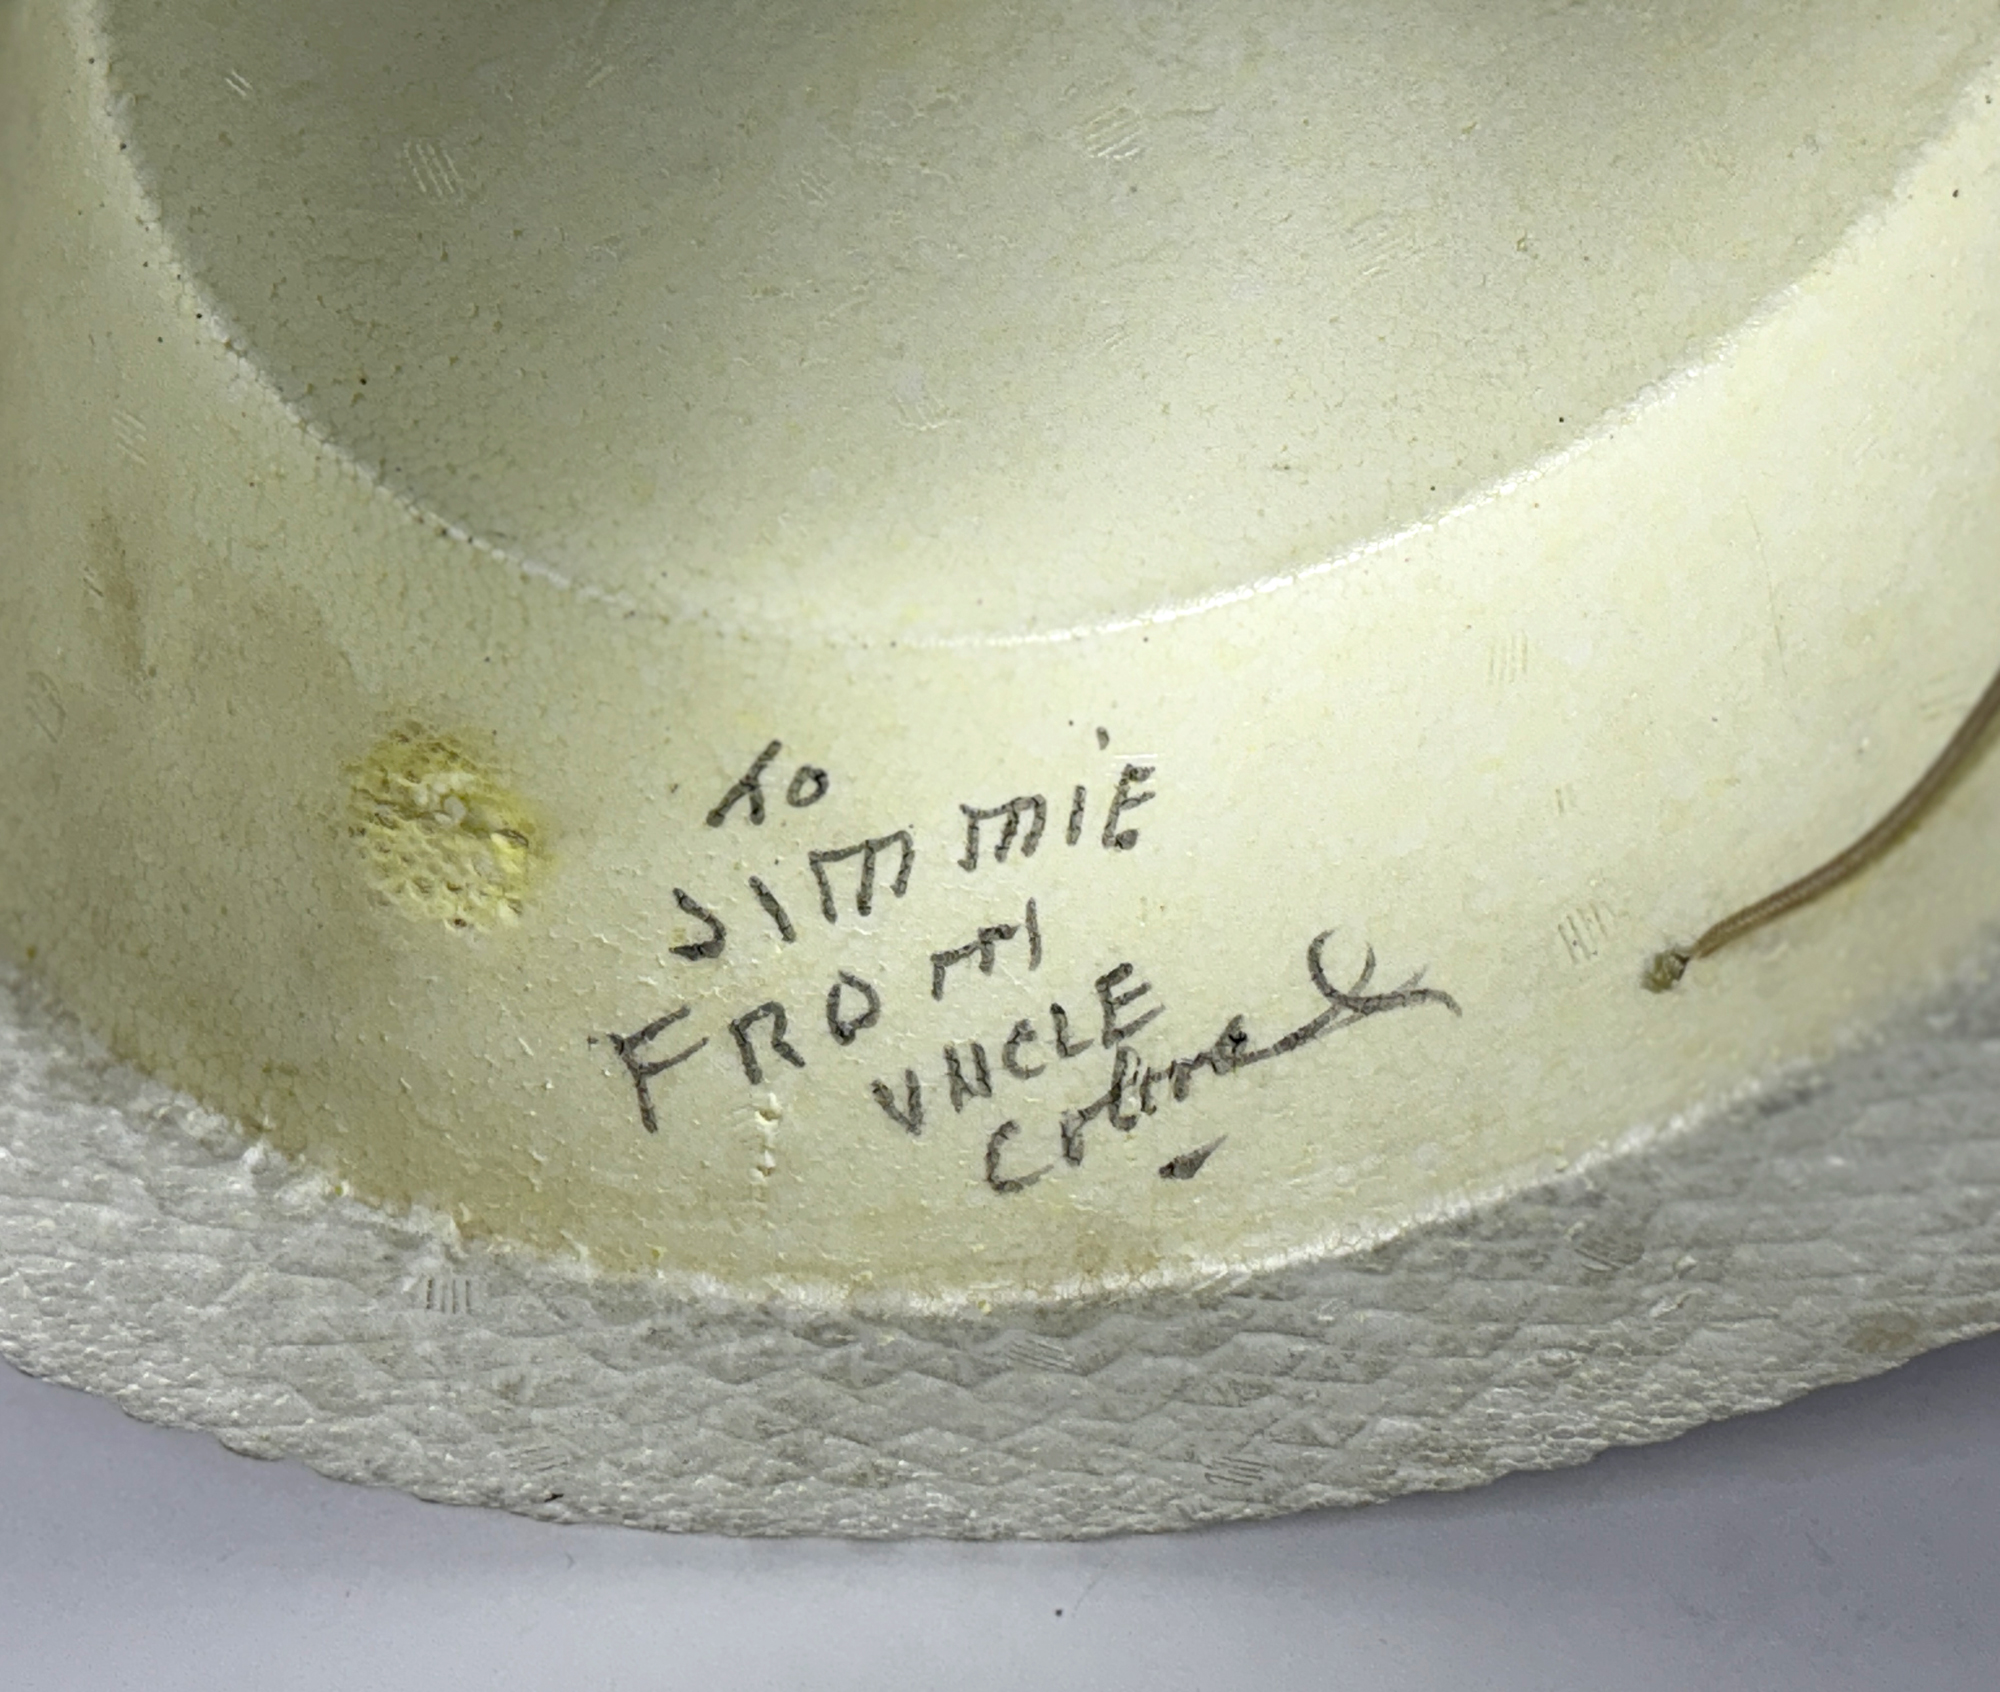 to
JIMMIE
FROM
UNCLE